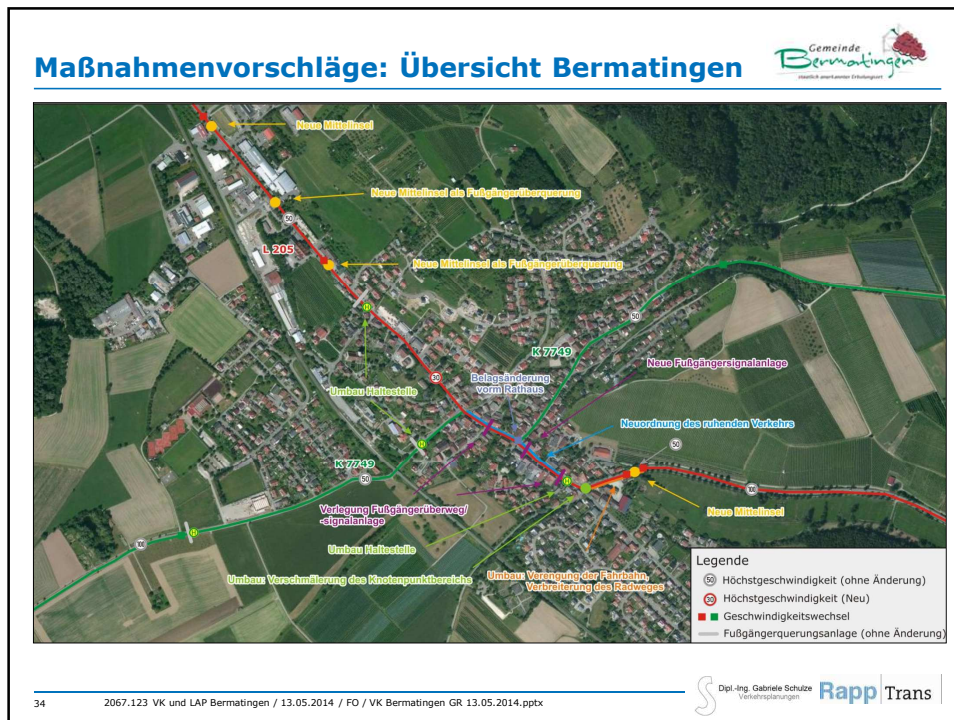 Maßnahmenvorschläge: Übersicht Bermatingen
Gemeinde
Bermatingen
staatlich anerkannter Erholungsort
Neue Mittelinsel
Neue Mittelinsel als Fußgängerüberquerung
50
L 205
Neue Mittelinsel als Fußgängerüberquerung
H
50
K 7749
30
Umbau Haltestelle
Belagsänderung
vorm Rathaus
Neue Fußgängersignalanlage
Neuordnung des ruhenden Verkehrs
H
50
K 7749
50
H
100
Verlegung Fußgängerüberweg/
-signalanlage
Neue Mittelinsel
H
100
Umbau Haltestelle
Umbau: Verschmälerung des Knotenpunktbereichs
Umbau: Verengung der Fahrbahn,
Verbreiterung des Radweges
Legende
50 Höchstgeschwindigkeit (ohne Änderung)
30 Höchstgeschwindigkeit (Neu)
Geschwindigkeitswechsel
Fußgängerquerungsanlage (ohne Änderung)
34 2067.123 VK und LAP Bermatingen / 13.05.2014 / FO / VK Bermatingen GR 13.05.2014.pptx
Dipl.-Ing. Gabriele Schulze
Verkehrsplanungen
Rapp Trans